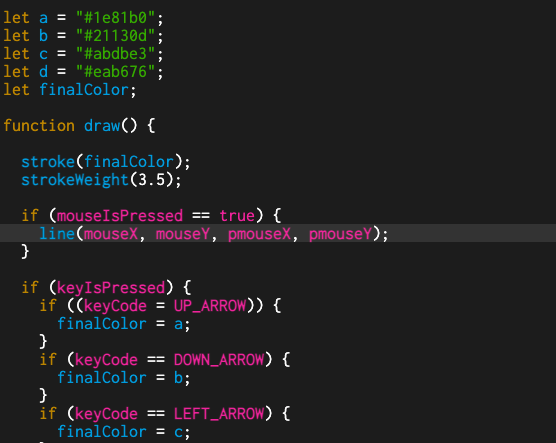 let a = "#1e81b0";
let b = "#21130d";
let c = "#abdbe3";
let d = "#eab676";
let finalColor;
function draw() {
stroke(finalColor);
strokeWeight(3.5);
if (mouseIsPressed == true) {
line(mouseX, mouseY, pmouseX, pmouseY);
}
if (keyIsPressed) {
if ((keyCode = UP_ARROW)) {
finalColor = a;
}
if (keyCode == DOWN_ARROW) {
finalColor = b;
}
if (keyCode == LEFT_ARROW) {
finalColor = c;